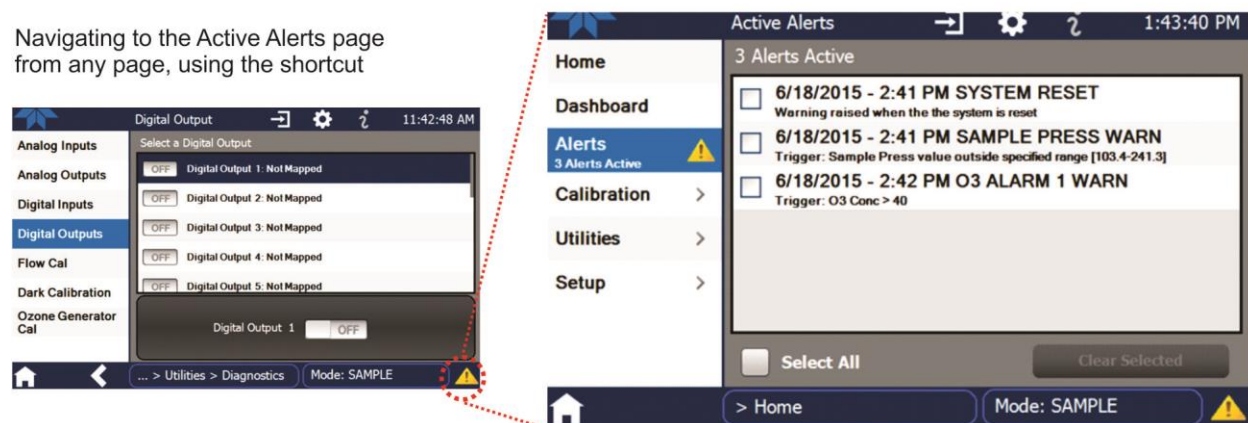 Navigating to the Active Alerts page
from any page, using the shortcut
Digital Output
11:42:48 AM
Analog Inputs
Analog Outputs
Digital Inputs
Digital Outputs
Flow Cal
Dark Calibration
Ozone Generator
Cal
Select a Digital Output
OFF Digital Output 1: Not Mapped
OFF Digital Output 2: Not Mapped
OFF Digital Output 3: Not Mapped
OFF Digital Output 4: Not Mapped
OFF Digital Output 5: Not Mapped
Digital Output 1 OFF
... > Utilities > Diagnostics
Mode: SAMPLE
Active Alerts
1:43:40 PM
Home
Dashboard
Alerts
3 Alerts Active
Calibration >
Utilities >
Setup >
3 Alerts Active
6/18/2015 - 2:41 PM SYSTEM RESET
Warning raised when the the system is reset
6/18/2015 - 2:41 PM SAMPLE PRESS WARN
Trigger: Sample Press value outside specified range [103.4-241.3]
6/18/2015 - 2:42 PM O3 ALARM 1 WARN
Trigger: O3 Conc > 40
Select All
Clear Selected
> Home
Mode: SAMPLE